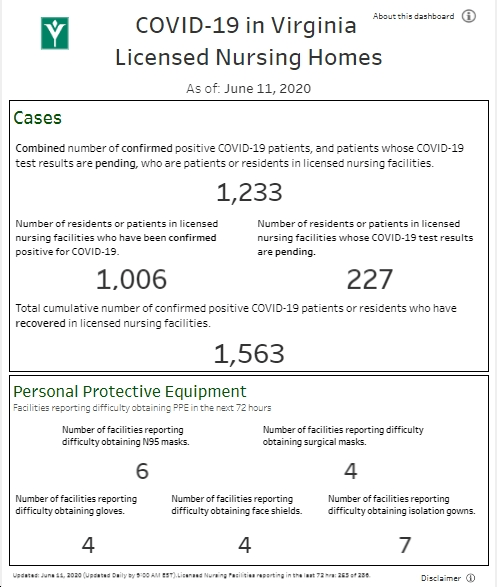 COVID-19 in Virginia
About this dashboard
Licensed Nursing Homes
As of: June 11, 2020
Cases
Combined number of confirmed positive COVID-19 patients, and patients whose COVID-19
test results are pending, who are patients or residents in licensed nursing facilities.
1,233
Number of residents or patients in licensed
nursing facilities who have been confirmed
positive for COVID-19.
Number of residents or patients in licensed
nursing facilities whose COVID-19 test results
are pending.
1,006
227
Total cumulative number of confirmed positive COVID-19 patients or residents who have
recovered in licensed nursing facilities.
1,563
Personal Protective Equipment
Facilities reporting difficulty obtaining PPE in the next 72 hours
Number of facilities reporting
difficulty obtaining N95 masks.
Number of facilities reporting difficulty
obtaining surgical masks.
6
4
Number of facilities reporting
difficulty obtaining gloves.
Number of facilities reporting
difficulty obtaining face shields.
Number of facilities reporting
difficulty obtaining isolation gowns.
4
4
7
Updated: June 11, 2020 (Updated Daily by 9:00 AM EST). Licensed Nursing Facilities reporting in the last 72 hrs:
Disclaimer